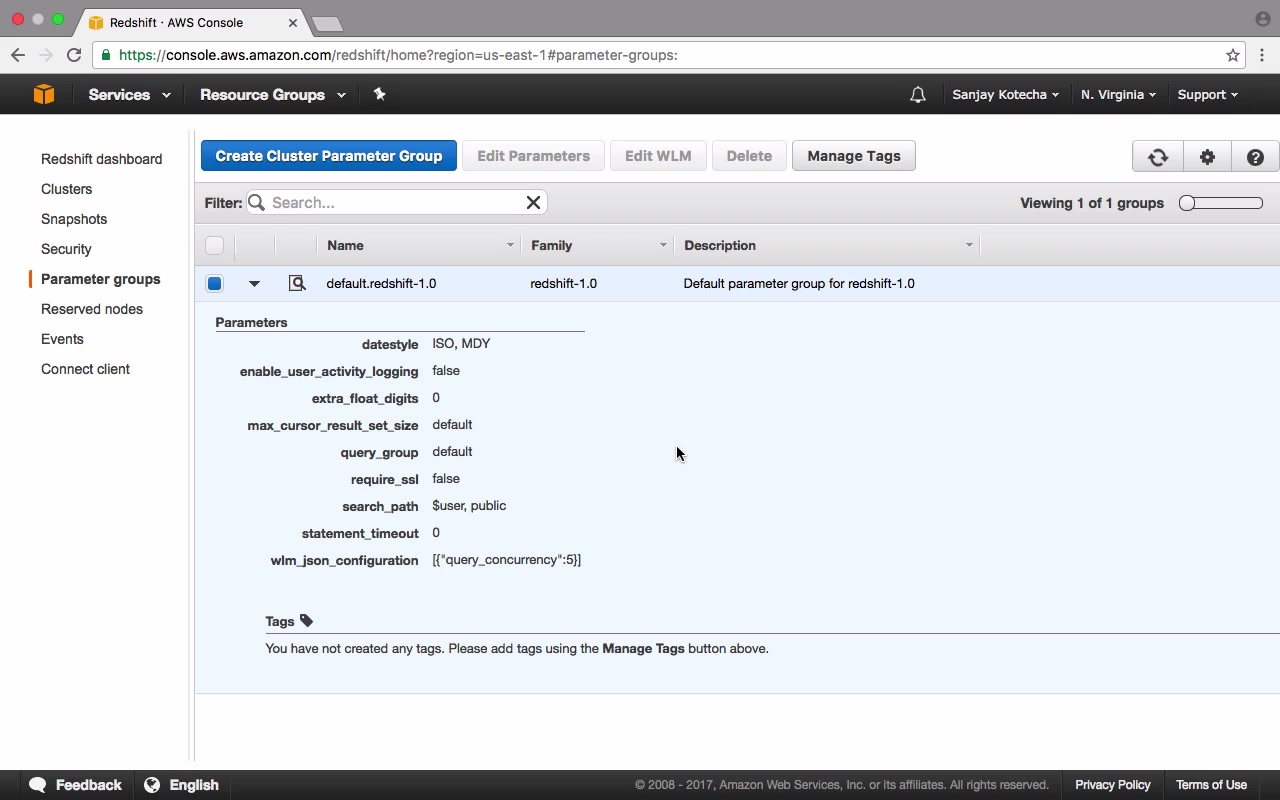 Redshift · AWS Console
https://console.aws.amazon.com/redshift/home?region=us-east-1#parameter-groups:
Services Resource Groups Sanjay Kotecha N. Virginia Support
Redshift dashboard
Clusters
Snapshots
Security
Parameter groups
Reserved nodes
Events
Connect client
Create Cluster Parameter Group Edit Parameters Edit WLM Delete Manage Tags
Filter: Search... Viewing 1 of 1 groups
Name Family Description
default.redshift-1.0 redshift-1.0 Default parameter group for redshift-1.0
Parameters
datestyle ISO, MDY
enable_user_activity_logging false
extra_float_digits 0
max_cursor_result_set_size default
query_group default
require_ssl false
search_path $user, public
statement_timeout 0
wlm_json_configuration [{"query_concurrency":5}]
Tags
You have not created any tags. Please add tags using the Manage Tags button above.
Feedback English © 2008 - 2017, Amazon Web Services, Inc. or its affiliates. All rights reserved. Privacy Policy Terms of Use